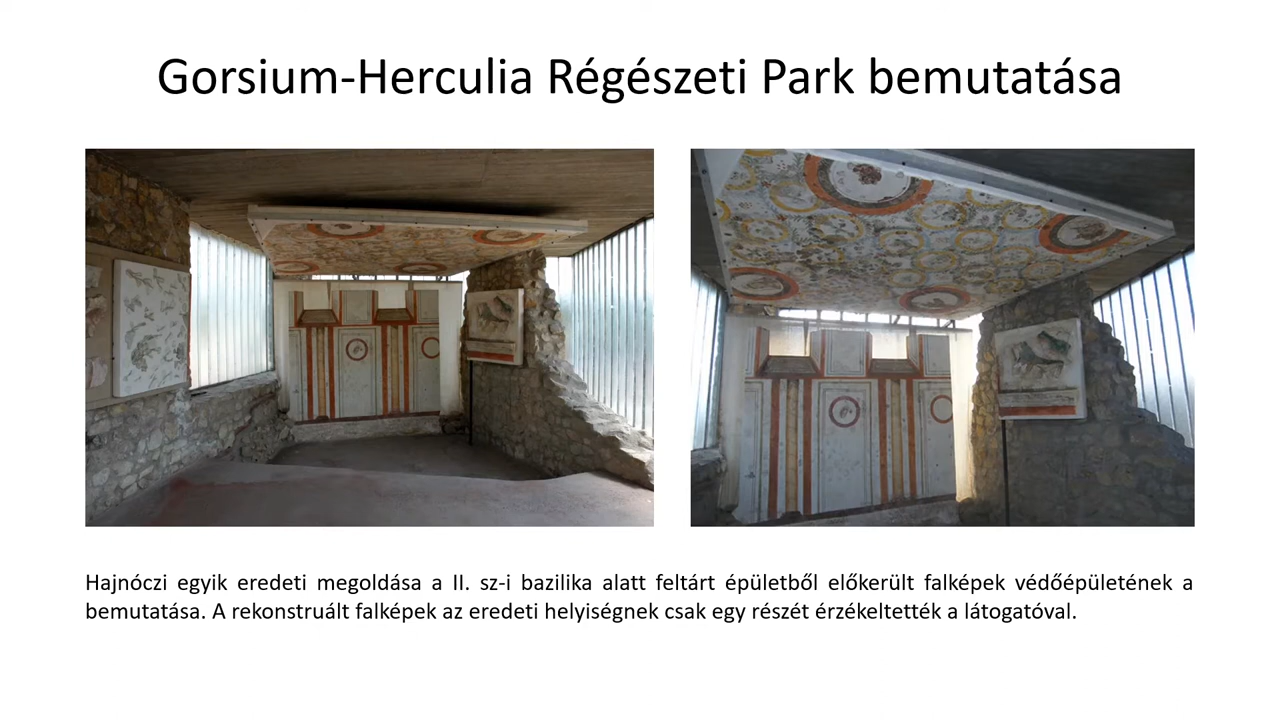 Gorsium-Herculia Régészeti Park bemutatása
Hajnóczi egyik eredeti megoldása a II. sz-i bazilika alatt feltárt épületből előkerült falképek védőépületének a
bemutatása. A rekonstruált falképek az eredeti helyiségnek csak egy részét érzékeltették a látogatóval.